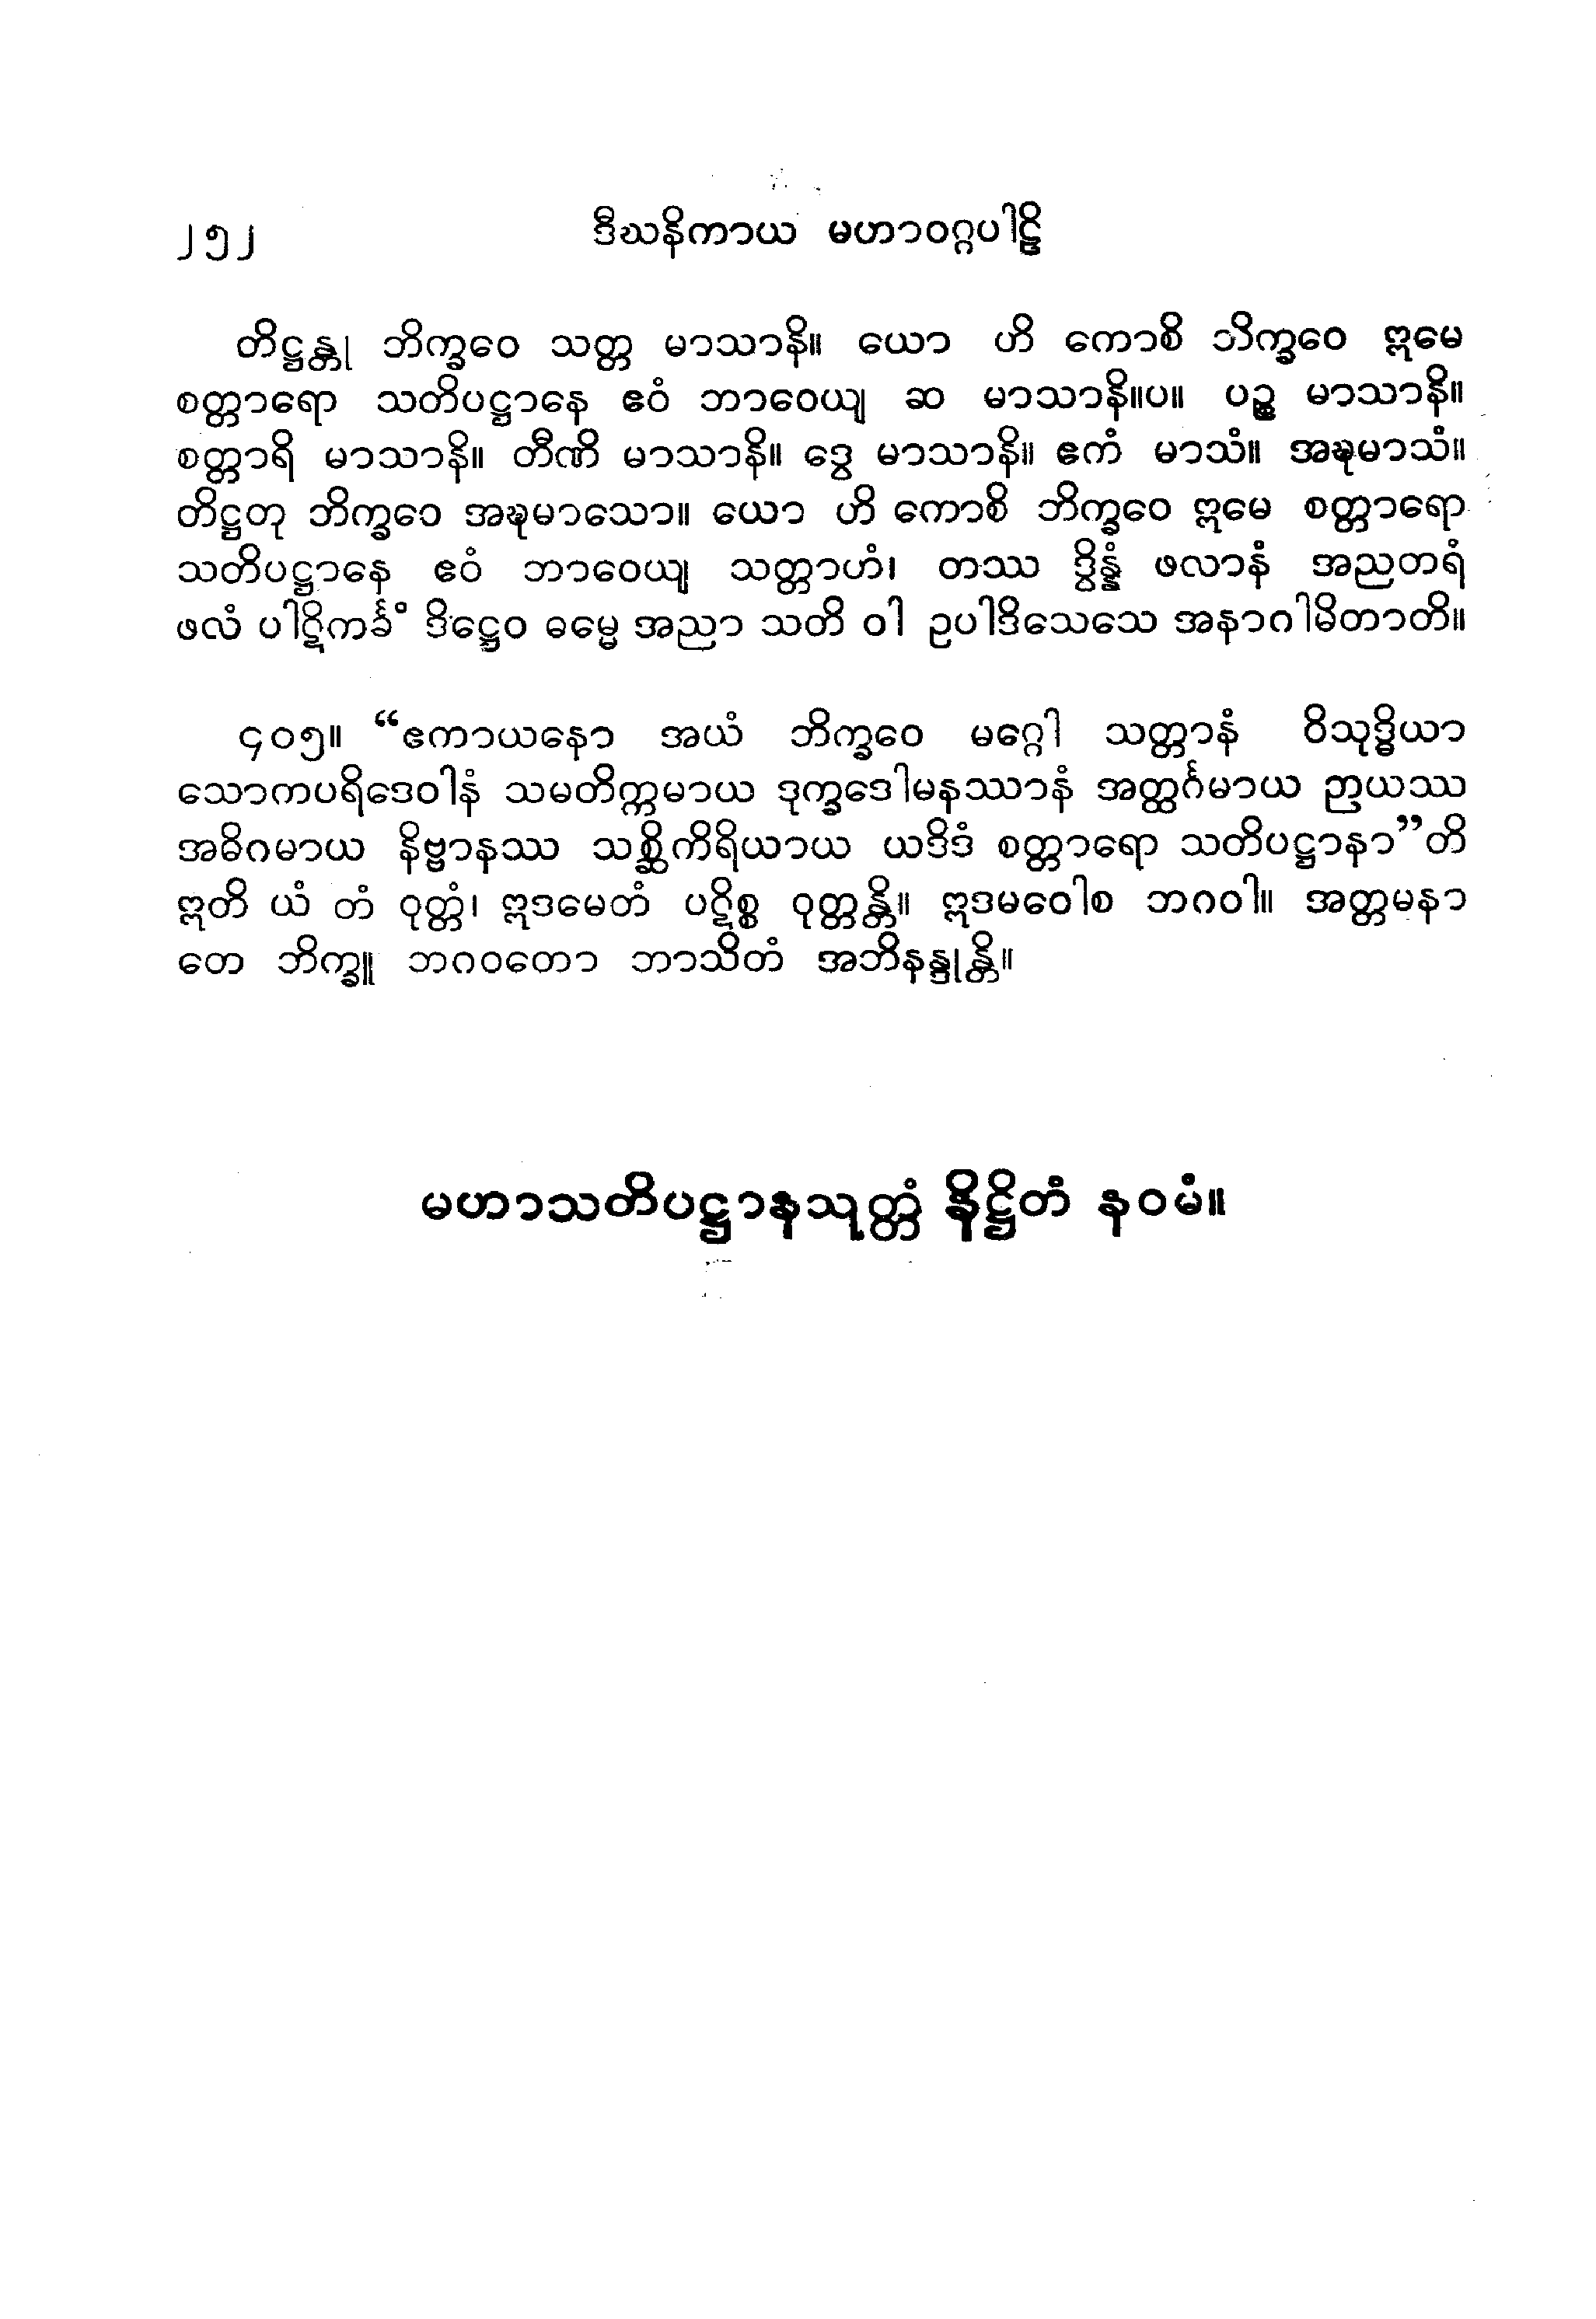 ၂၅၂ ဒီဃနိကာယ မဟာဝဂ္ဂပါဠိ
တိဋ္ဌန္တု ဘိက္ခဝေ သတ္တ မာသာနိ။ ယော ဟိ ကောစိ ဘိက္ခဝေ ဣမေ
စတ္တာရော သတိပဋ္ဌာနေ ဧဝံ ဘာဝေယျ ဆ မာသာနိ။ပ။ ပဉ္စ မာသာနိ။
စတ္တာရိ မာသာနိ။ တီဏိ မာသာနိ။ ဒွေ မာသာနိ။ ဧကံ မာသံ။ အဍ္ဎမာသံ။
တိဋ္ဌတု ဘိက္ခဝေ အဍ္ဎမာသော။ ယော ဟိ ကောစိ ဘိက္ခဝေ ဣမေ စတ္တာရော
သတိပဋ္ဌာနေ ဧဝံ ဘာဝေယျ သတ္တာဟံ၊ တဿ ဒွိန္နံ ဖလာနံ အညတရံ
ဖလံ ပါဋိကင်္ခံ ဒိဋ္ဌေဝ ဓမ္မေ အညာ သတိ ဝါ ဥပါဒိသေသေ အနာဂါမိတာတိ။
၄၀၅။ “ဧကာယနော အယံ ဘိက္ခဝေ မဂ္ဂေါ သတ္တာနံ ဝိသုဒ္ဓိယာ
သောကပရိဒေဝါနံ သမတိက္ကမာယ ဒုက္ခဒေါမနဿာနံ အတ္ထင်္ဂမာယ ဉာယဿ
အဓိဂမာယ နိဗ္ဗာနဿ သစ္ဆိကိရိယာယ ယဒိဒံ စတ္တာရော သတိပဋ္ဌာနာ”တိ
ဣတိ ယံ တံ ဝုတ္တံ၊ ဣဒမေတံ ပဋိစ္စ ဝုတ္တန္တိ။ ဣဒမဝေါစ ဘဂဝါ။ အတ္တမနာ
တေ ဘိက္ခူ ဘဂဝတော ဘာသိတံ အဘိနန္ဒုန္တိ။
မဟာသတိပဋ္ဌာနသုတ္တံ နိဋ္ဌိတံ နဝမံ။